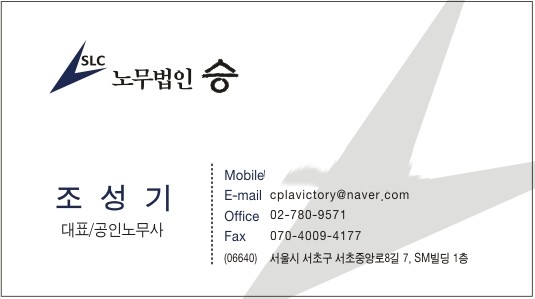 SLC
노무법인 승
조 성 기
대표/공인노무사
Mobile
E-mail cplavictory@naver.com
Office 02-780-9571
Fax 070-4009-4177
(06640) 서울시 서초구 서초중앙로8길 7, SM빌딩 1층